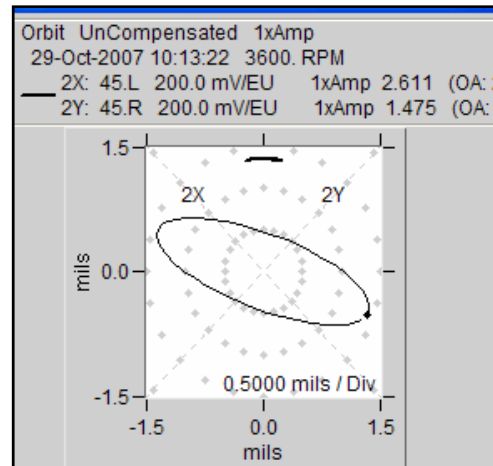 Orbit UnCompensated 1xAmp
29-Oct-2007 10:13:22 3600. RPM
2X: 45.L 200.0 mV/EU 1xAmp 2.611 (OA:
2Y: 45.R 200.0 mV/EU 1xAmp 1.475 (OA:
1.5
2X 2Y
mils
0.0
0.5000 mils / Div
-1.5
-1.5 0.0 1.5
mils